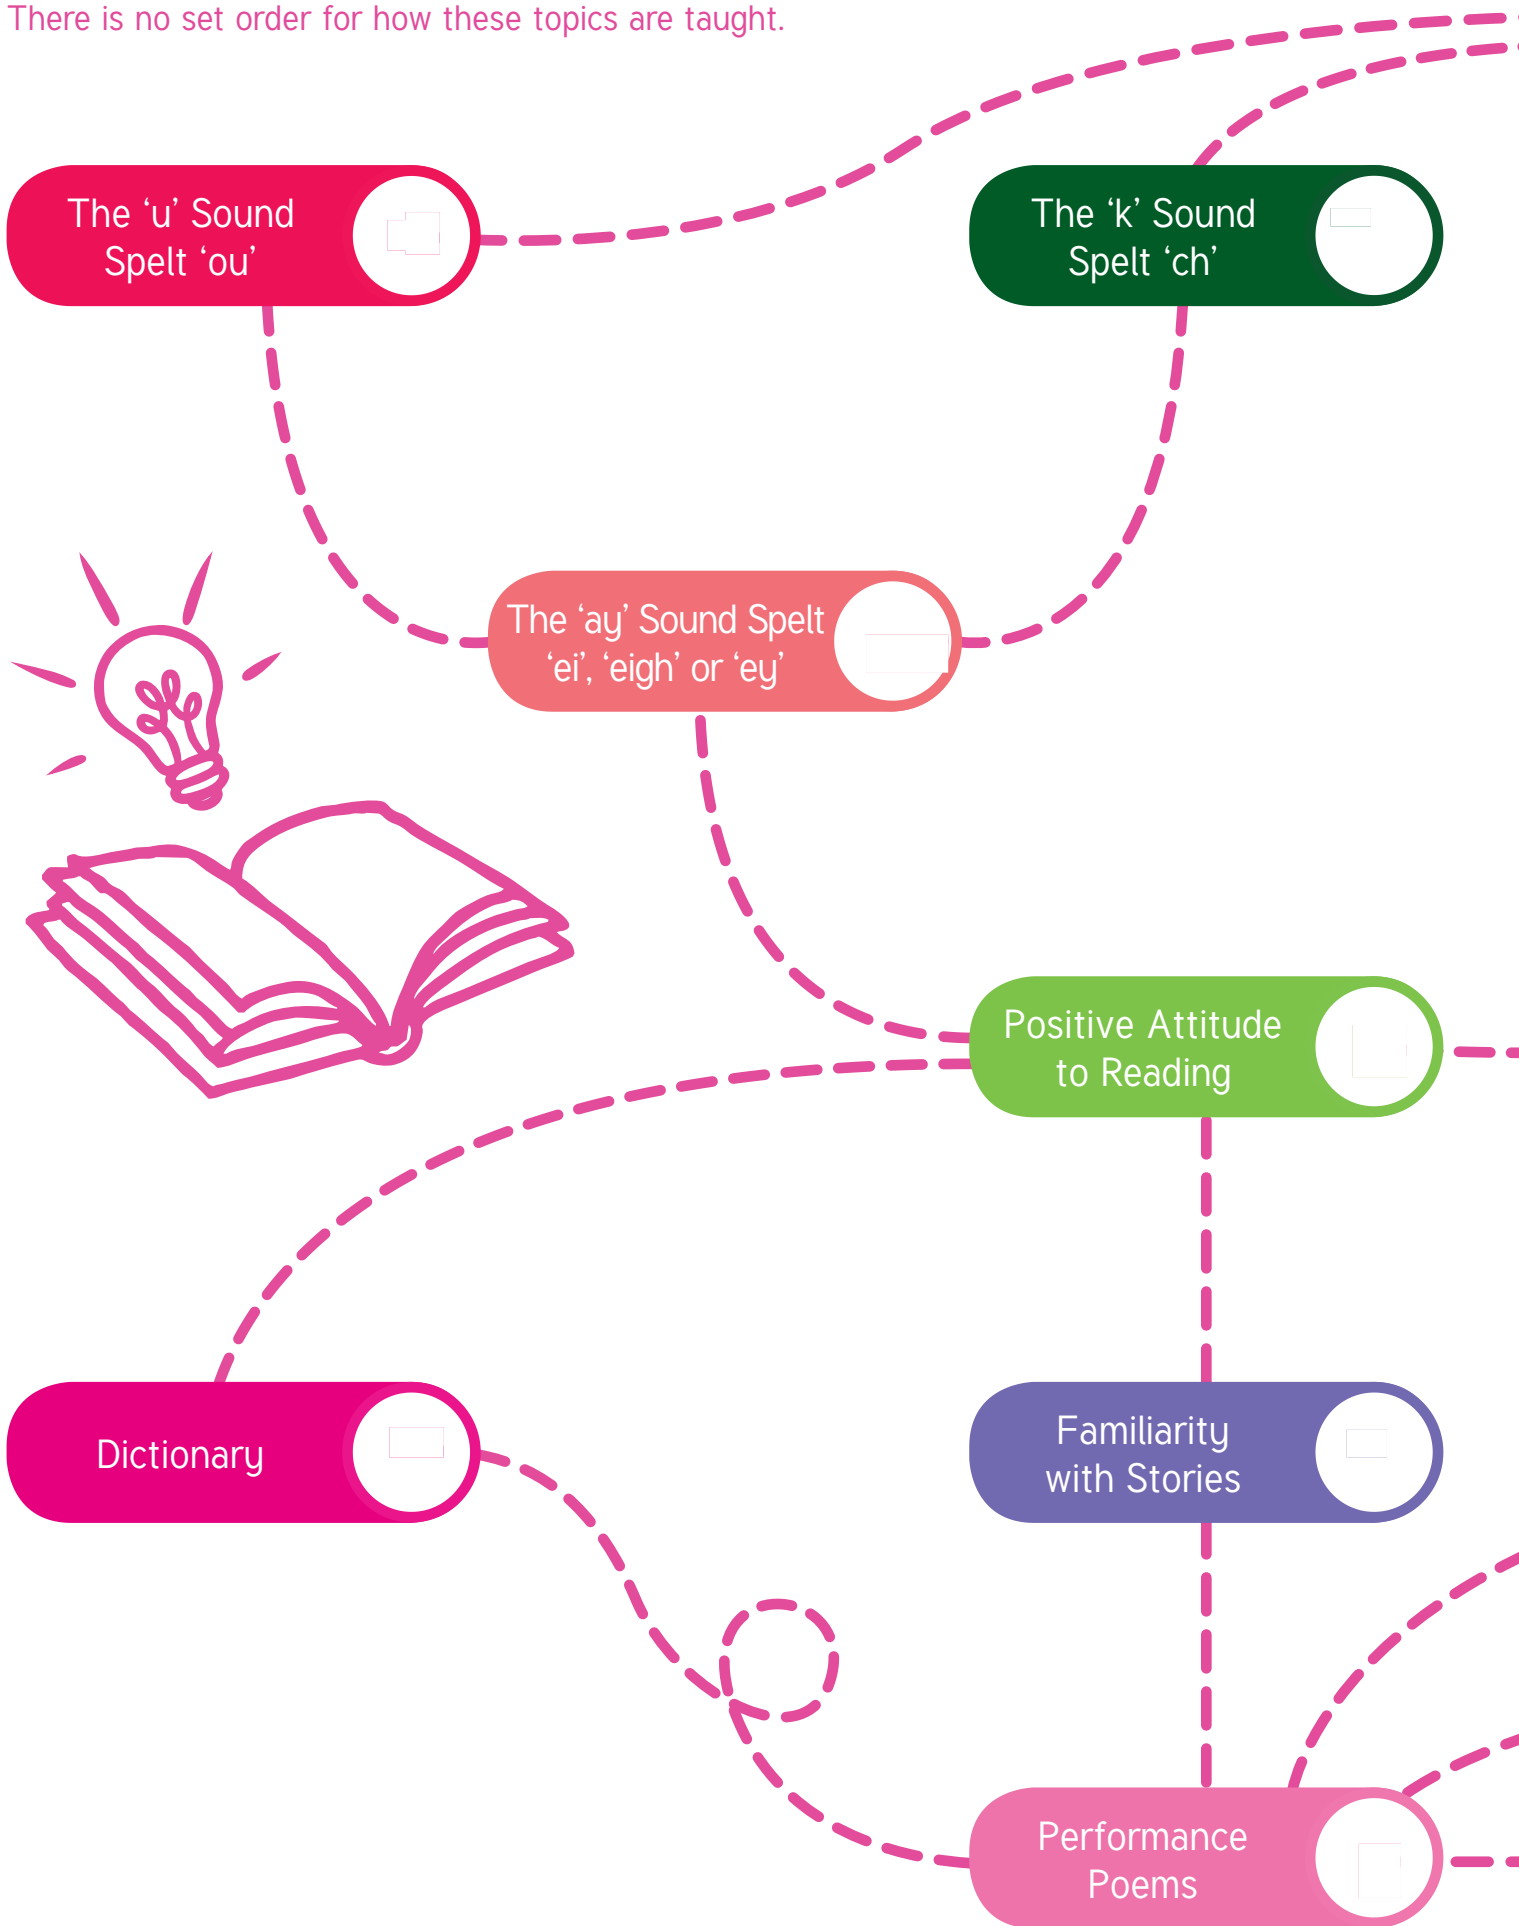 There is no set order for how these topics are taught.
The ‘u’ Sound
Spelt ‘ou’
The ‘k’ Sound
Spelt ‘ch’
The ‘ay’ Sound Spelt
‘ei’, ‘eigh’ or ‘ey’
Positive Attitude
to Reading
Dictionary
Familiarity
with Stories
Performance
Poems